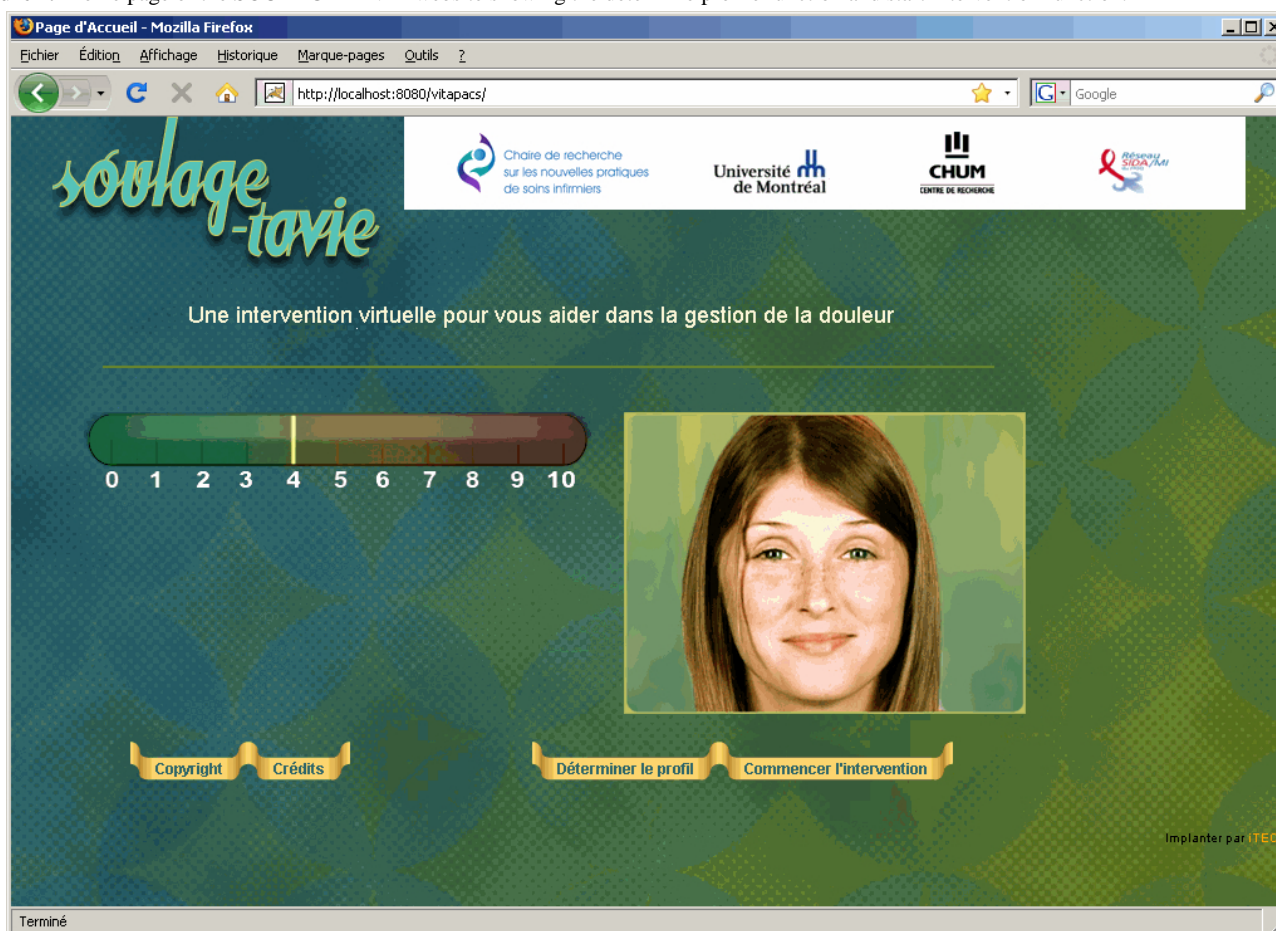 Page d'Accueil - Mozilla Firefox
Fichier Édition Affichage Historique Marque-pages Outils ?
http://localhost:8080/vitapacs/
Google
soulage
-tavie
Chaire de recherche
sur les nouvelles pratiques
de soins infirmiers
Université
de Montréal
CHUM
CENTRE DE RECHERCHE
Réseau
SIDA/MI
Une intervention virtuelle pour vous aider dans la gestion de la douleur
0 1 2 3 4 5 6 7 8 9 10
Copyright Crédits
Déterminer le profil Commencer l'intervention
Implanter par iTEC
Terminé